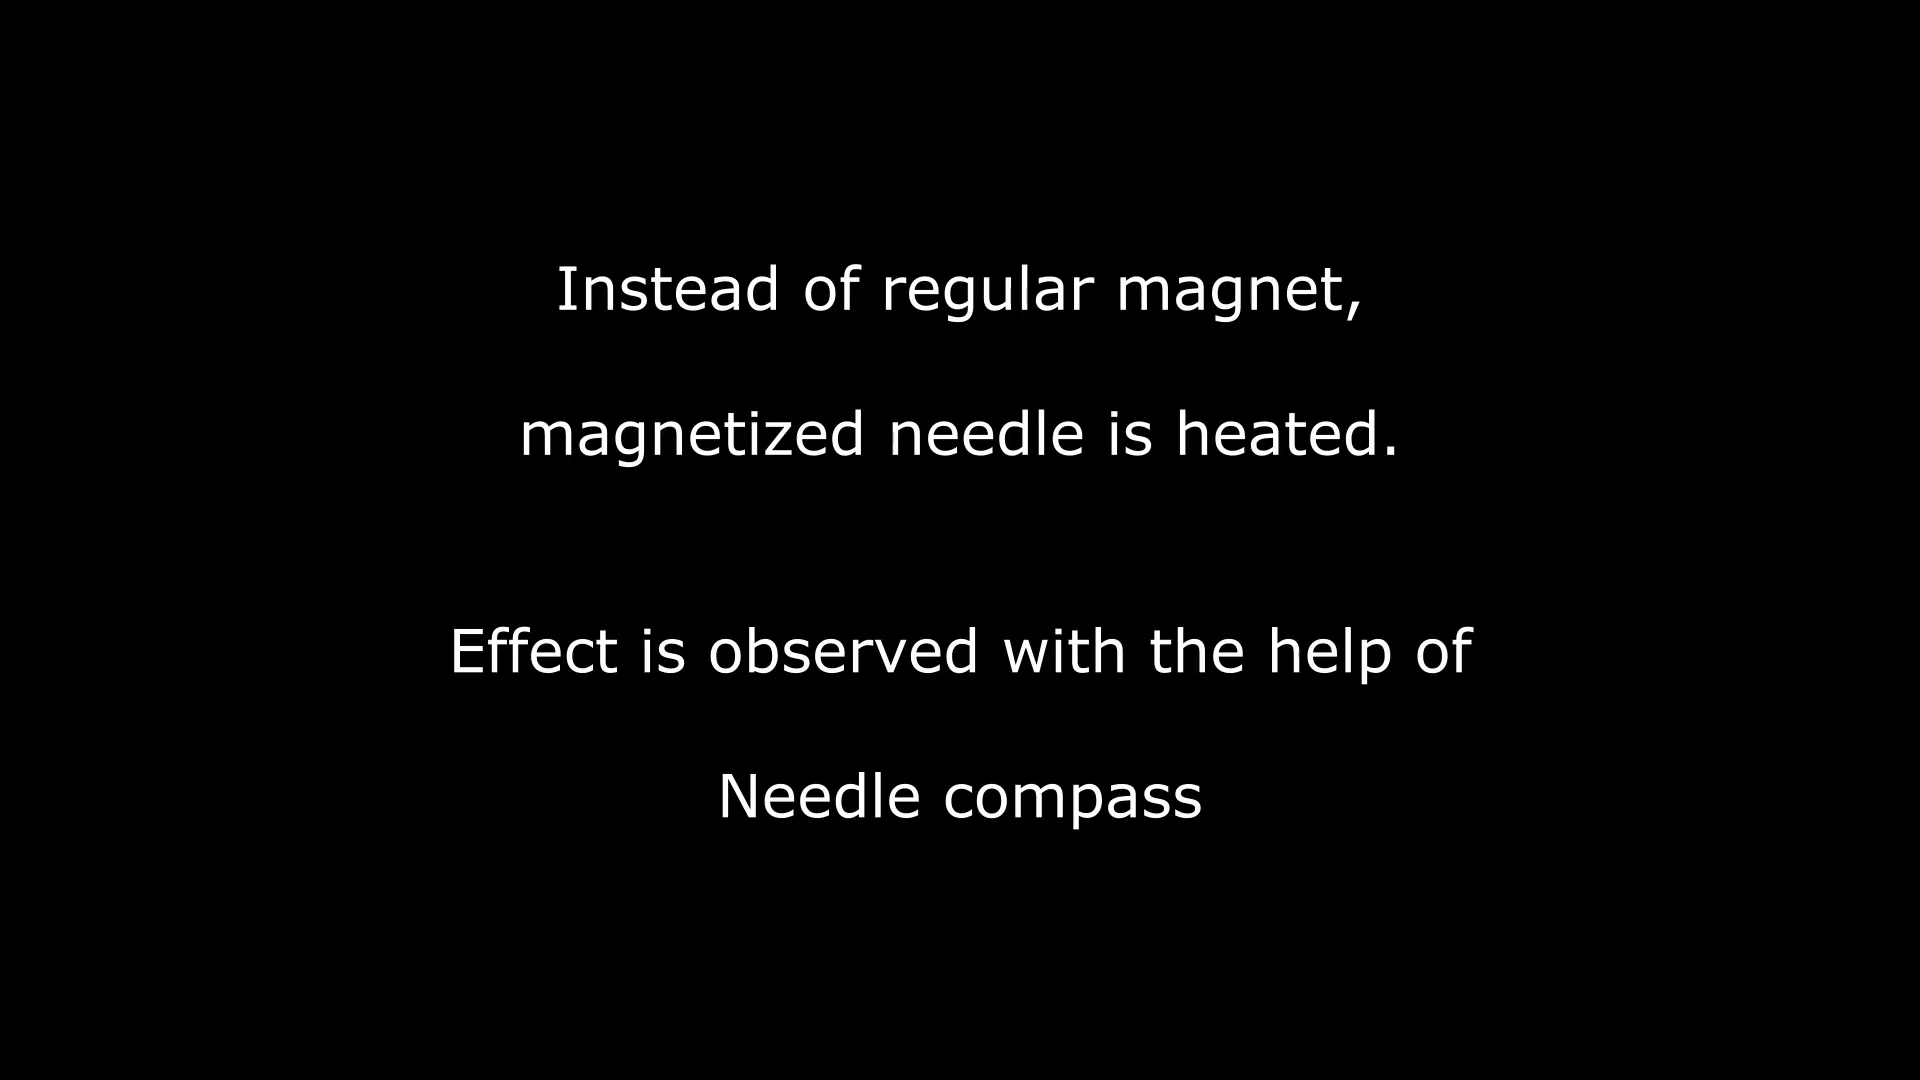 Instead of regular magnet,
magnetized needle is heated.
Effect is observed with the help of
Needle compass